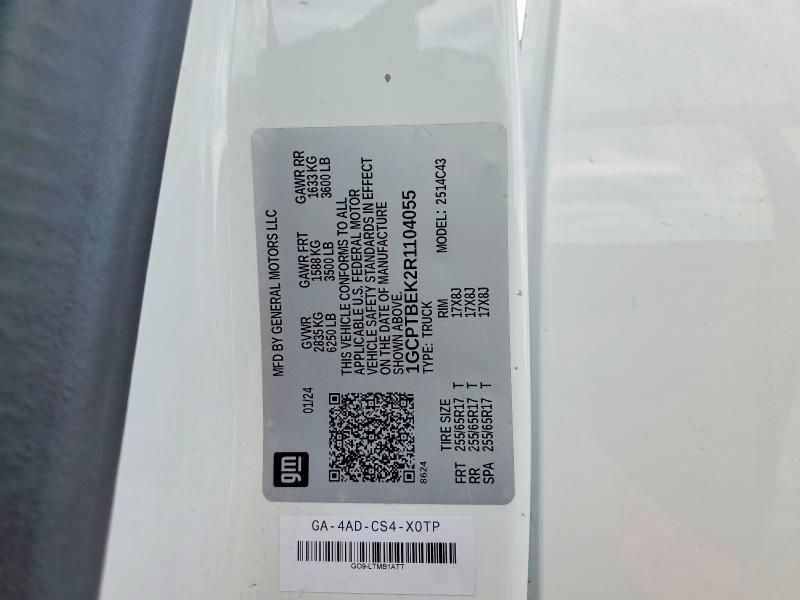 MFD BY GENERAL MOTORS LLC
01/24
GVWR GAWR FRT GAWR RR
2835 KG 1588 KG 1633 KG
6250 LB 3500 LB 3600 LB
THIS VEHICLE CONFORMS TO ALL
APPLICABLE U.S. FEDERAL MOTOR
VEHICLE SAFETY STANDARDS IN EFFECT
ON THE DATE OF MANUFACTURE
SHOWN ABOVE.
1GCPTBEK2R1104055
TYPE: TRUCK MODEL: 2514C43
TIRE SIZE RIM
FRT 255/65R17 T 17X8J
RR 255/65R17 T 17X8J
SPA 255/65R17 T 17X8J
gm
8624
GA-4AD-CS4-X0TP
GO9-LTMB1ATT